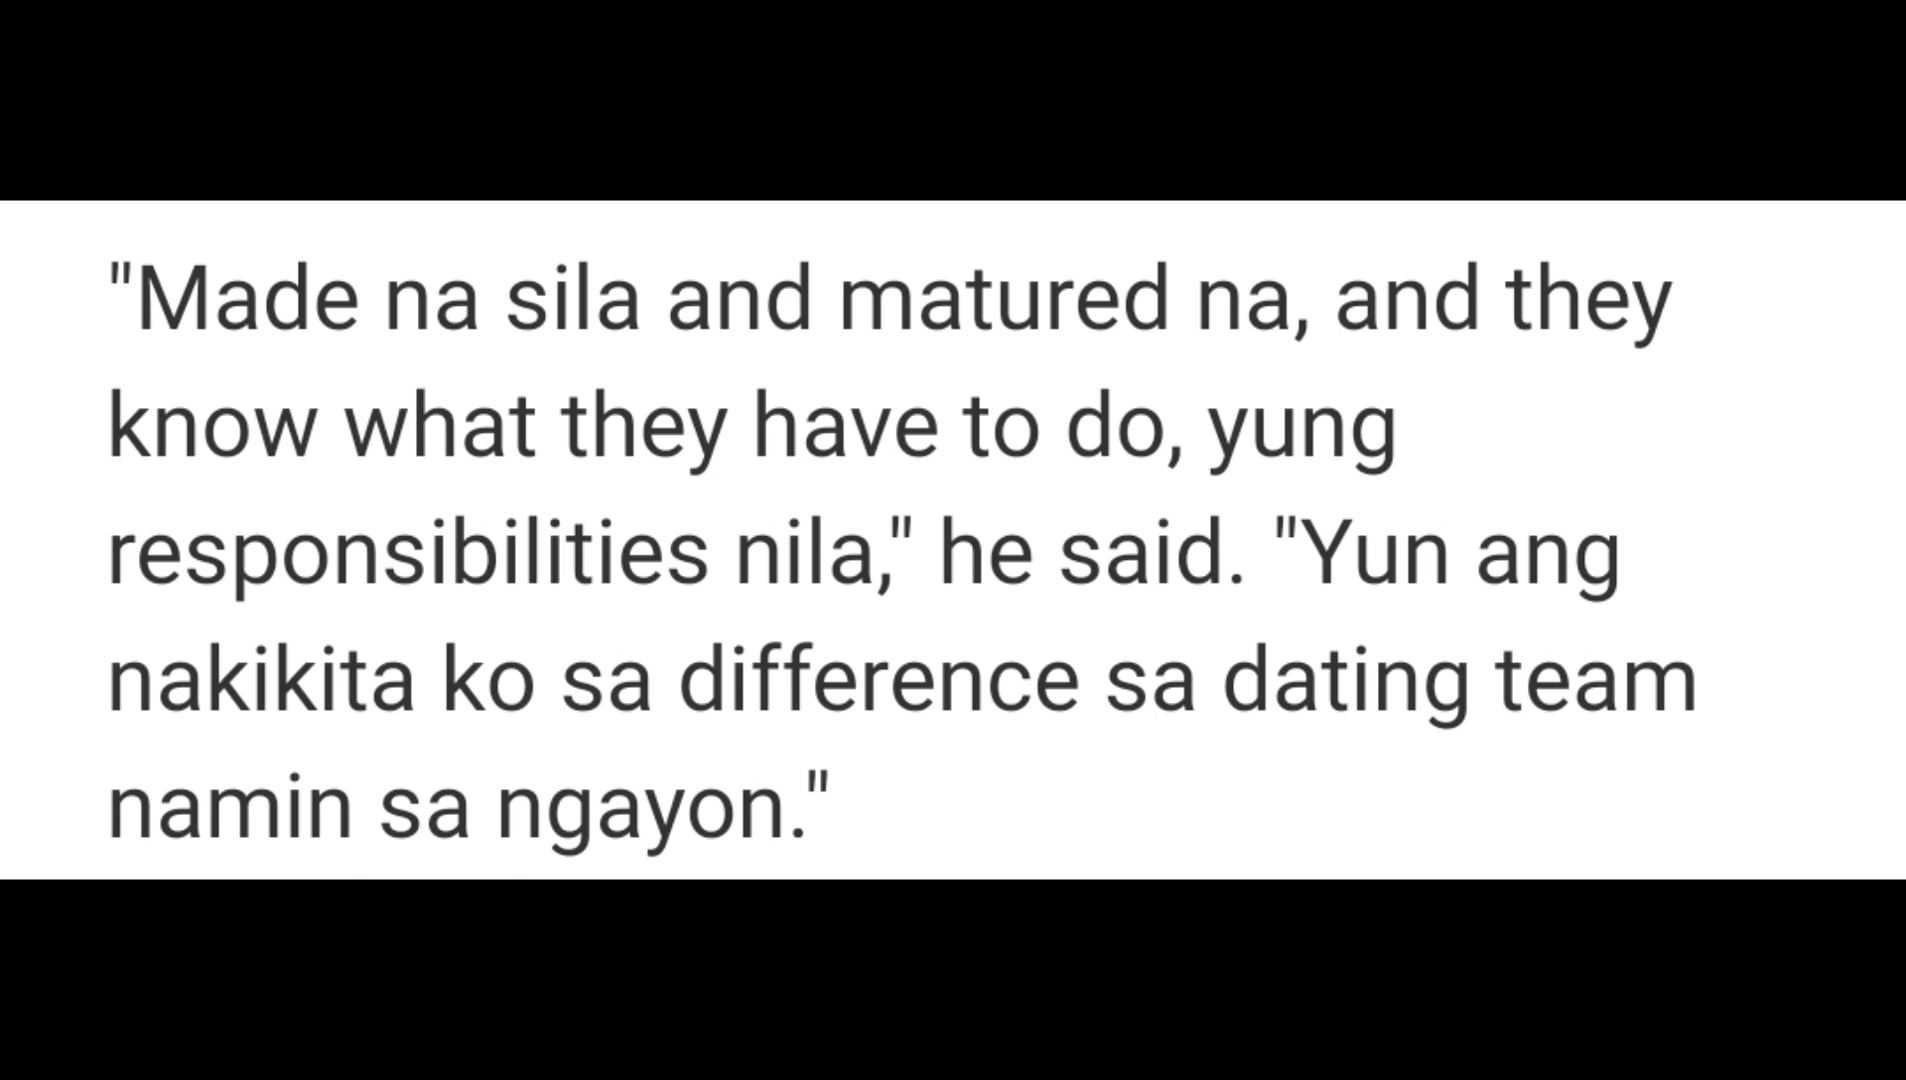 "Made na sila and matured na, and they
know what they have to do, yung
responsibilities nila," he said. "Yun ang
nakikita ko sa difference sa dating team
namin sa ngayon."